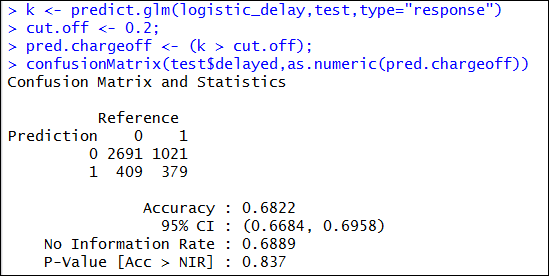 > k <- predict.glm(logistic_delay,test,type="response")
> cut.off <- 0.2;
> pred.chargeoff <- (k > cut.off);
> confusionMatrix(test$delayed,as.numeric(pred.chargeoff))
Confusion Matrix and Statistics
Reference
Prediction 0 1
0 2691 1021
1 409 379
Accuracy : 0.6822
95% CI : (0.6684, 0.6958)
No Information Rate : 0.6889
P-Value [Acc > NIR] : 0.837